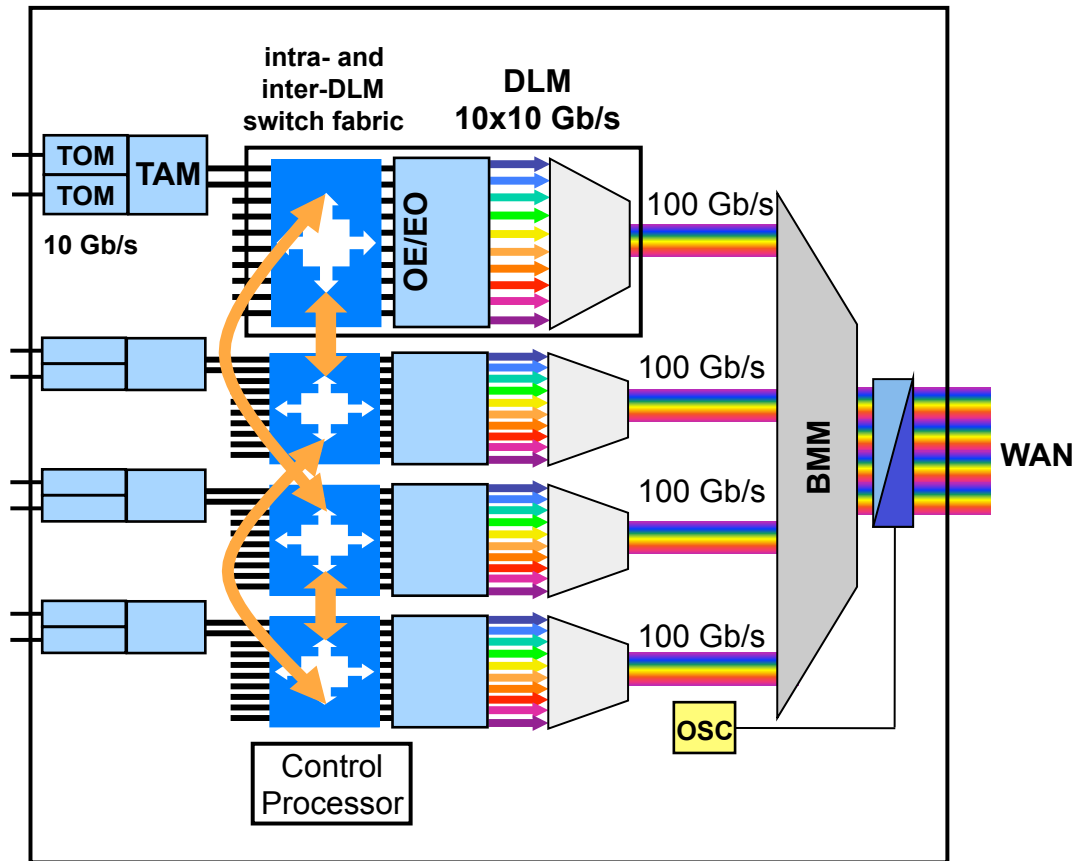 intra- and
inter-DLM
switch fabric
DLM
10x10 Gb/s
TOM
TOM
TAM
10 Gb/s
OE/EO
100 Gb/s
100 Gb/s
100 Gb/s
100 Gb/s
BMM
WAN
OSC
Control
Processor